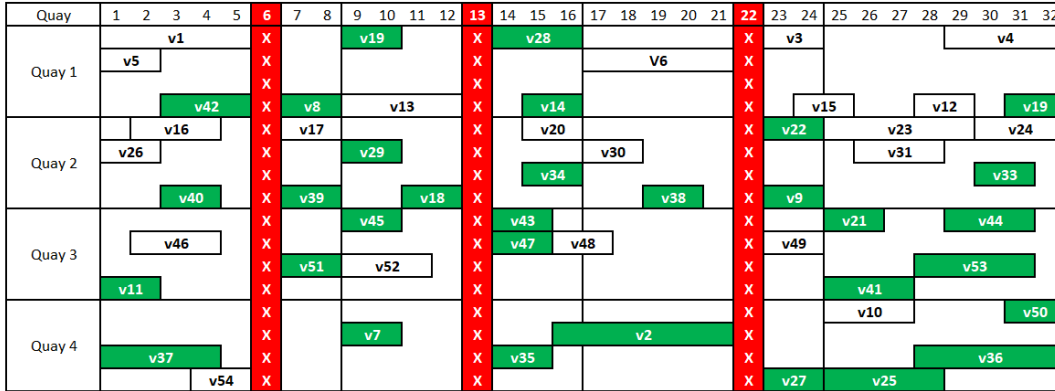 Quay 1 2 3 4 5 6 7 8 9 10 11 12 13 14 15 16 17 18 19 20 21 22 23 24 25 26 27 28 29 30 31 32
v1 X v19 X v28 X v3 v4
Quay 1
v5 X X V6 X
X X X
v42 X v8 v13 X v14 X v15 v12 v19
v16 X v17 X v20 X v22 v23 v24
Quay 2
v26 X v29 X v30 X v31
X X v34 X v33
v40 X v39 v18 X v38 X v9
X v45 X v43 X v21 v44
Quay 3
v46 X X v47 v48 X v49
X v51 v52 X X v53
v11 X X X v41
X X X v10 v50
Quay 4
X v7 X v2 X
v37 X X v35 X v36
v54 X X X v27 v25